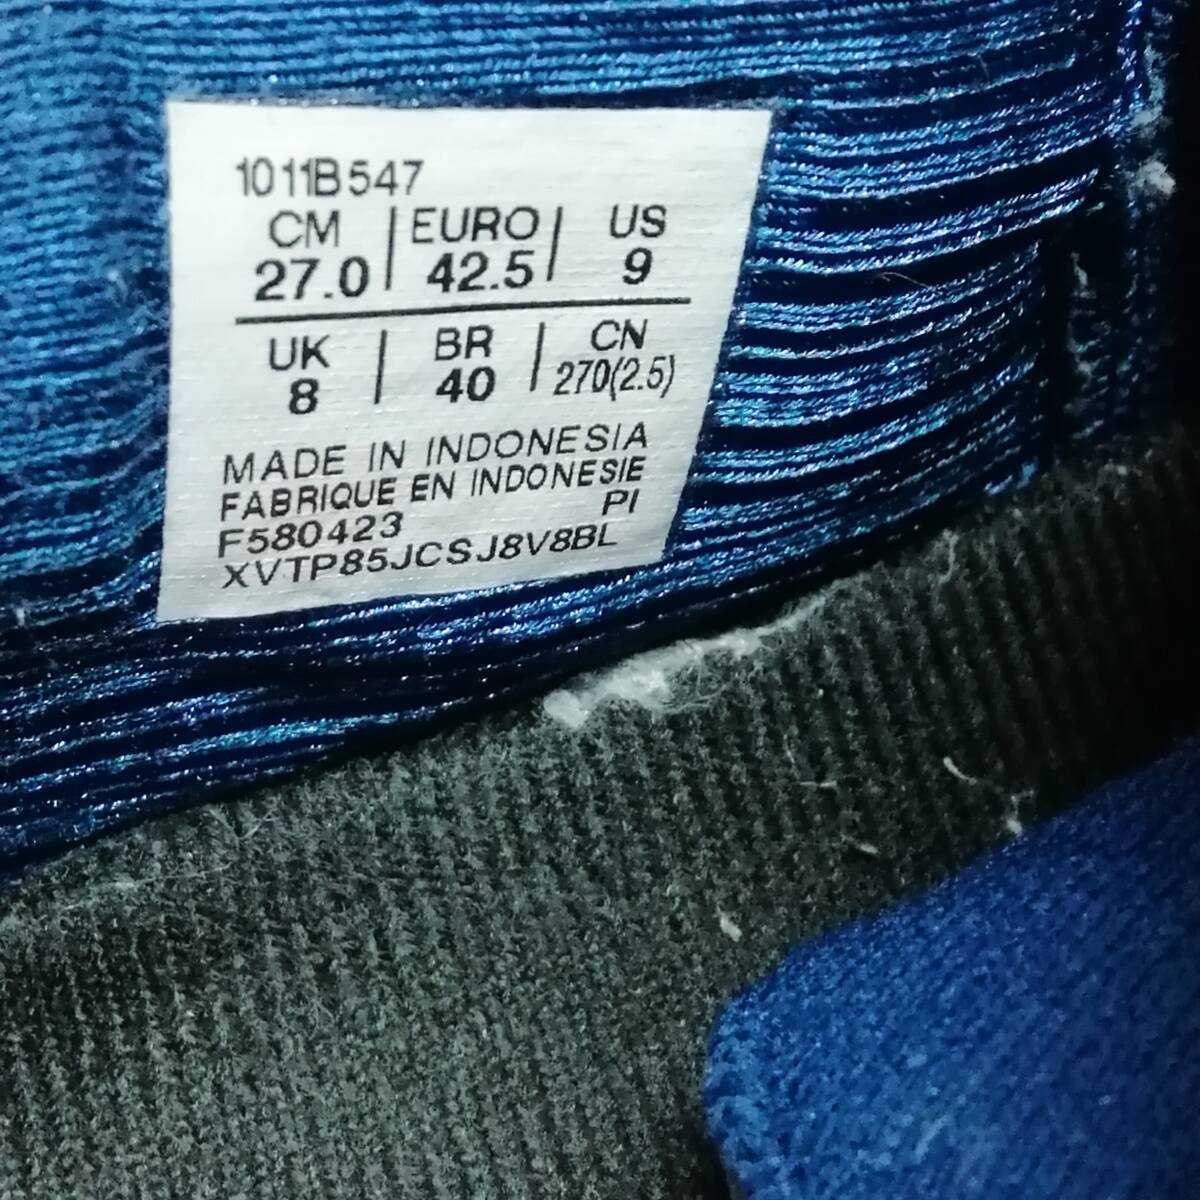 1011B547
CM | EURO | US
27.0 | 42.5 | 9
UK | BR | CN
8 | 40 | 270(2.5)
MADE IN INDONESIA
FABRIQUE EN INDONESIE
F580423 PI
XVTP85JCSJ8V8BL